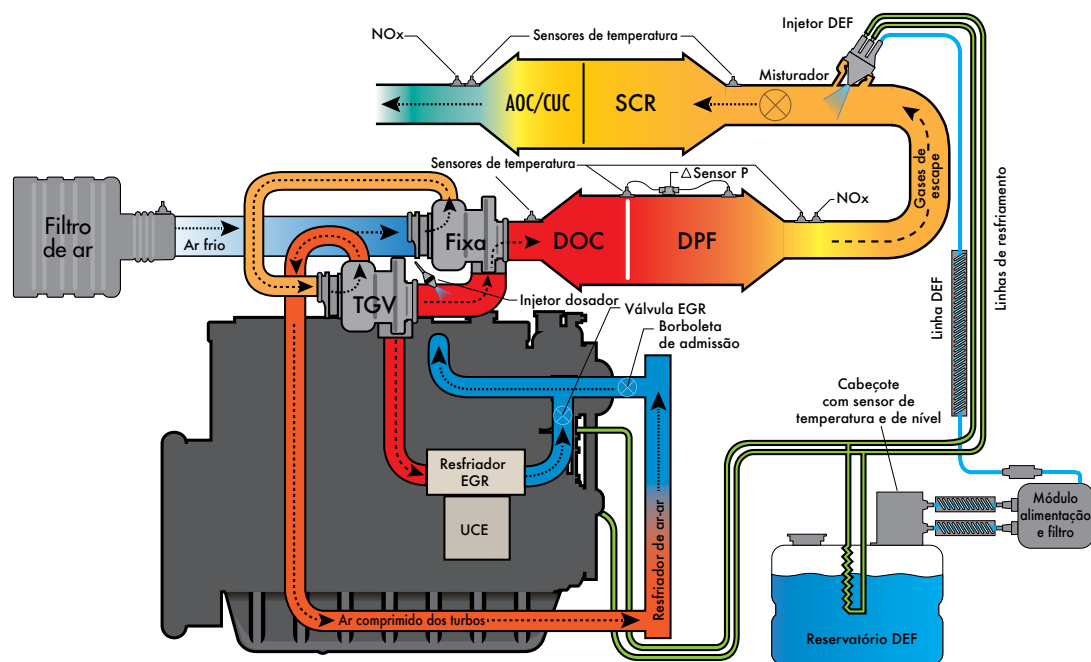 Injetor DEF
NOx
Sensores de temperatura
Misturador
AOC/CUC
SCR
Sensores de temperatura
△ Sensor P
NOx
Gases de
escape
Linhas de resfriamento
Filtro
de ar
Ar frio
Fixa
DOC
DPF
TGV
Injetor dosador
Válvula EGR
Borboleta
de admissão
Linha DEF
Cabeçote
com sensor de
temperatura e de nível
Resfriador
EGR
UCE
Resfriador de ar-ar
Módulo
alimentação
e filtro
Ar comprimido dos turbos
Reservatório DEF